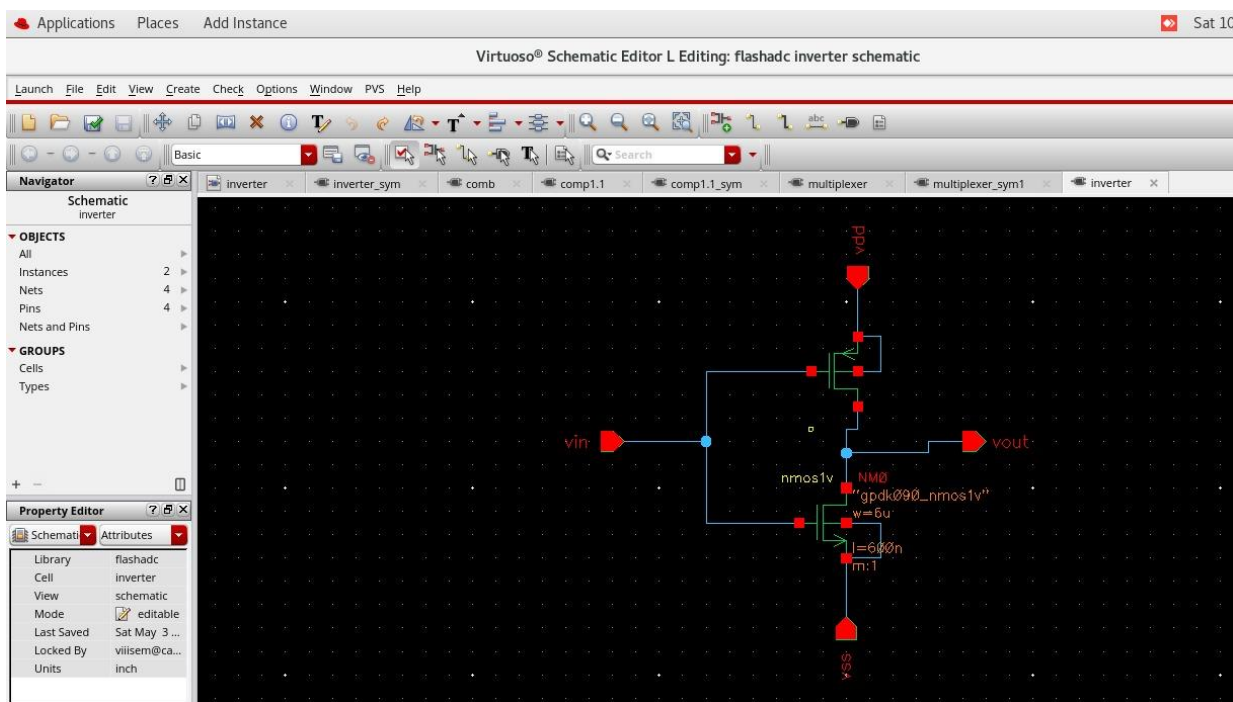 Applications Places Add Instance Sat 10
Virtuoso® Schematic Editor L Editing: flashadc inverter schematic
Launch File Edit View Create Check Options Window PVS Help
Basic
Search
Navigator
inverter inverter_sym comb comp1.1 comp1.1_sym multiplexer multiplexer_sym1 inverter
Schematic
inverter
OBJECTS
All
Instances 2
Nets 4
Pins 4
Nets and Pins
GROUPS
Cells
Types
Property Editor
Schemati Attributes
Library flashadc
Cell inverter
View schematic
Mode editable
Last Saved Sat May 3 ...
Locked By viiisem@ca...
Units inch
vdd
vin
vout
nmos1v NM0
"gpdk090_nmos1v"
w=6u
l=600n
m:1
vss